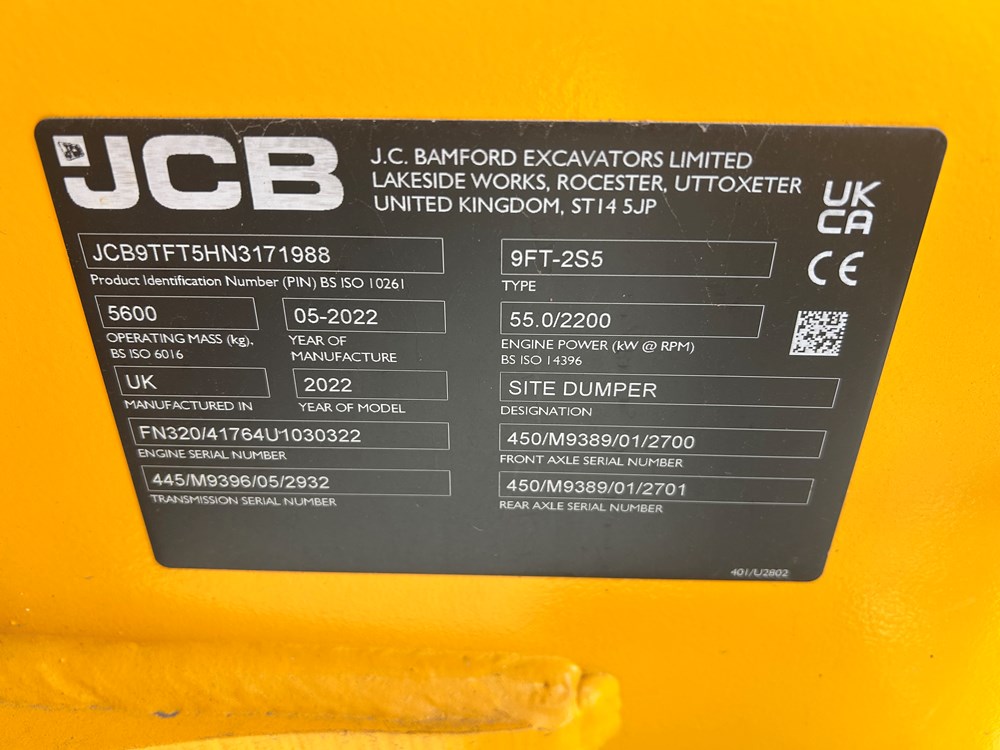 JCB
J.C. BAMFORD EXCAVATORS LIMITED
LAKESIDE WORKS, ROCESTER, UTTOXETER
UNITED KINGDOM, ST14 5JP
UK
CA
CE
JCB9TFT5HN3171988
Product Identification Number (PIN) BS ISO 10261
9FT-2S5
TYPE
5600
OPERATING MASS (kg).
BS ISO 6016
05-2022
YEAR OF
MANUFACTURE
55.0/2200
ENGINE POWER (kW @ RPM)
BS ISO 14396
UK
MANUFACTURED IN
2022
YEAR OF MODEL
SITE DUMPER
DESIGNATION
FN320/41764U1030322
ENGINE SERIAL NUMBER
450/M9389/01/2700
FRONT AXLE SERIAL NUMBER
445/M9396/05/2932
TRANSMISSION SERIAL NUMBER
450/M9389/01/2701
REAR AXLE SERIAL NUMBER
401/U2802